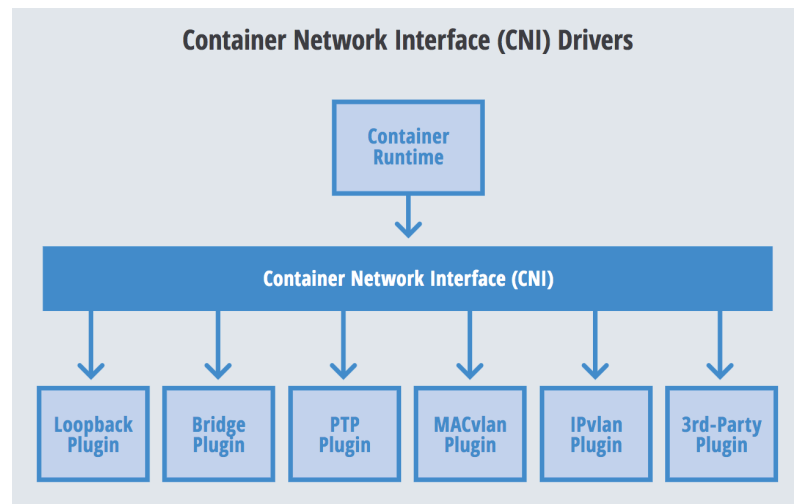 Container Network Interface (CNI) Drivers
Container
Runtime
Container Network Interface (CNI)
Loopback
Plugin
Bridge
Plugin
PTP
Plugin
MACvlan
Plugin
IPvlan
Plugin
3rd-Party
Plugin